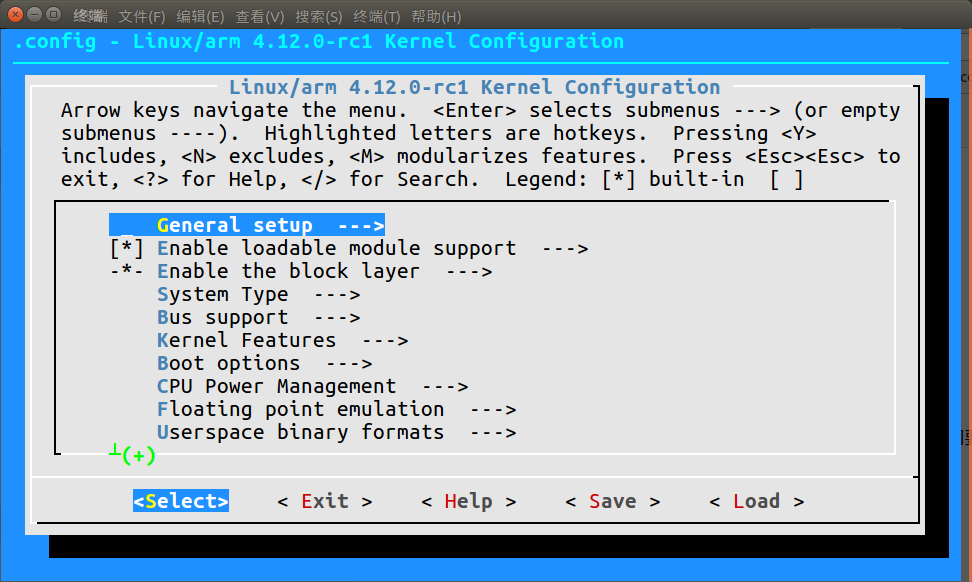 终端 文件(F) 编辑(E) 查看(V) 搜索(S) 终端(T) 帮助(H)
.config - Linux/arm 4.12.0-rc1 Kernel Configuration
Linux/arm 4.12.0-rc1 Kernel Configuration
Arrow keys navigate the menu.  <Enter> selects submenus ---> (or empty
submenus ----).  Highlighted letters are hotkeys.  Pressing <Y>
includes, <N> excludes, <M> modularizes features.  Press <Esc><Esc> to
exit, <?> for Help, </> for Search.  Legend: [*] built-in  [ ]
General setup  --->
[*] Enable loadable module support  --->
-*- Enable the block layer  --->
System Type  --->
Bus support  --->
Kernel Features  --->
Boot options  --->
CPU Power Management  --->
Floating point emulation  --->
Userspace binary formats  --->
┴(+)
<Select>    < Exit >    < Help >    < Save >    < Load >